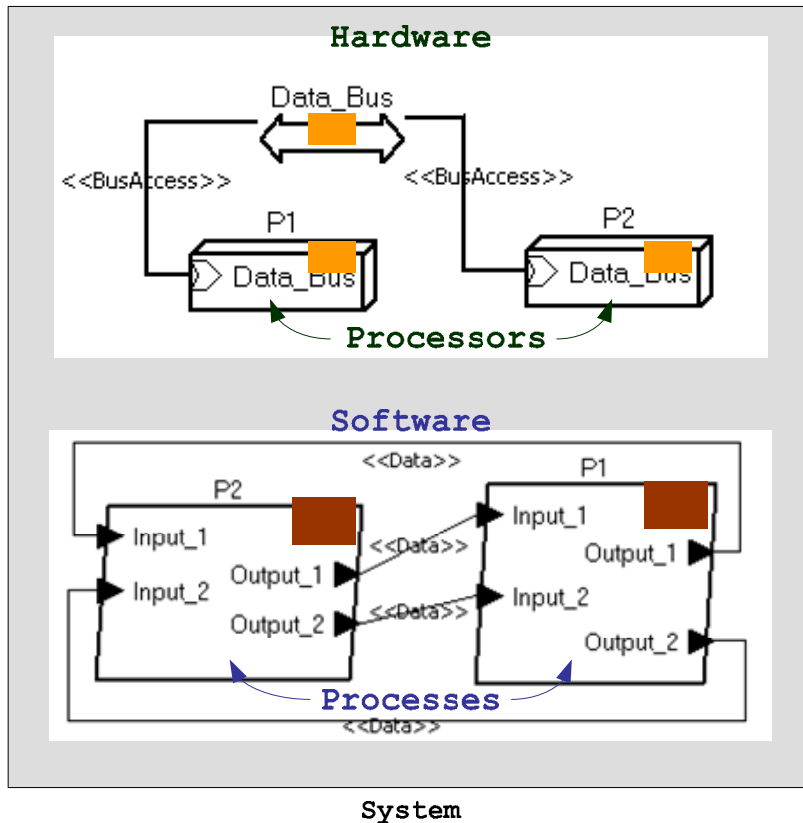 Hardware
Data_Bus
<<BusAccess>>
<<BusAccess>>
P1
P2
Data_Bus
Data_Bus
Processors
Software
<<Data>>
P2
P1
Input_1
Input_1
<<Data>>
Output_1
Output_1
Input_2
Input_2
<<Data>>
Output_2
Output_2
Processes
<<Data>>
System